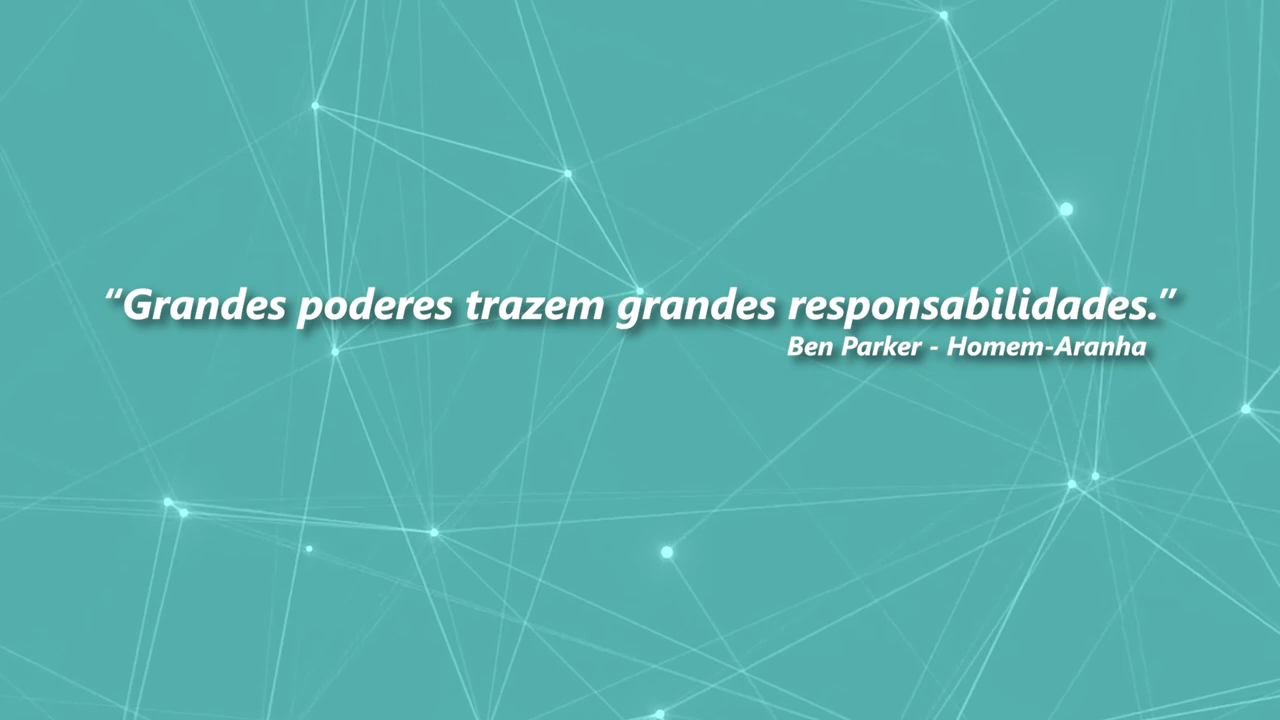 “Grandes poderes trazem grandes responsabilidades.”
Ben Parker - Homem-Aranha